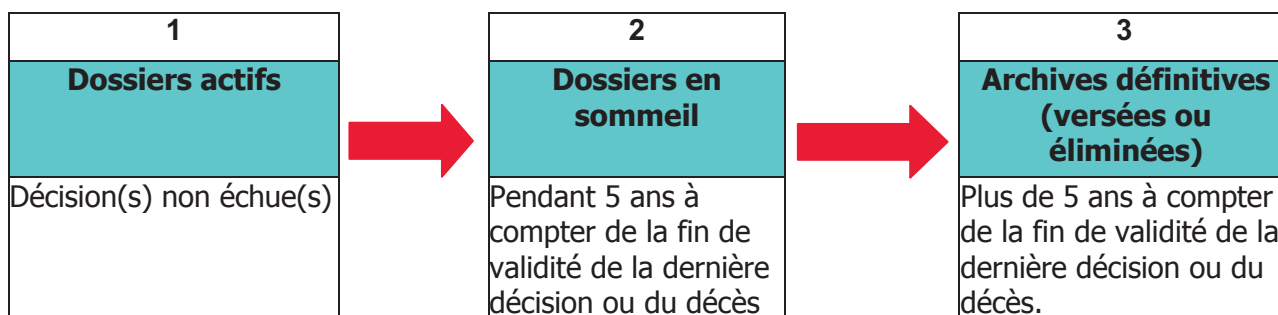 1
Dossiers actifs
Décision(s) non échue(s)
2
Dossiers en
sommeil
Pendant 5 ans à
compter de la fin de
validité de la dernière
décision ou du décès
3
Archives définitives
(versées ou
éliminées)
Plus de 5 ans à compter
de la fin de validité de la
dernière décision ou du
décès.